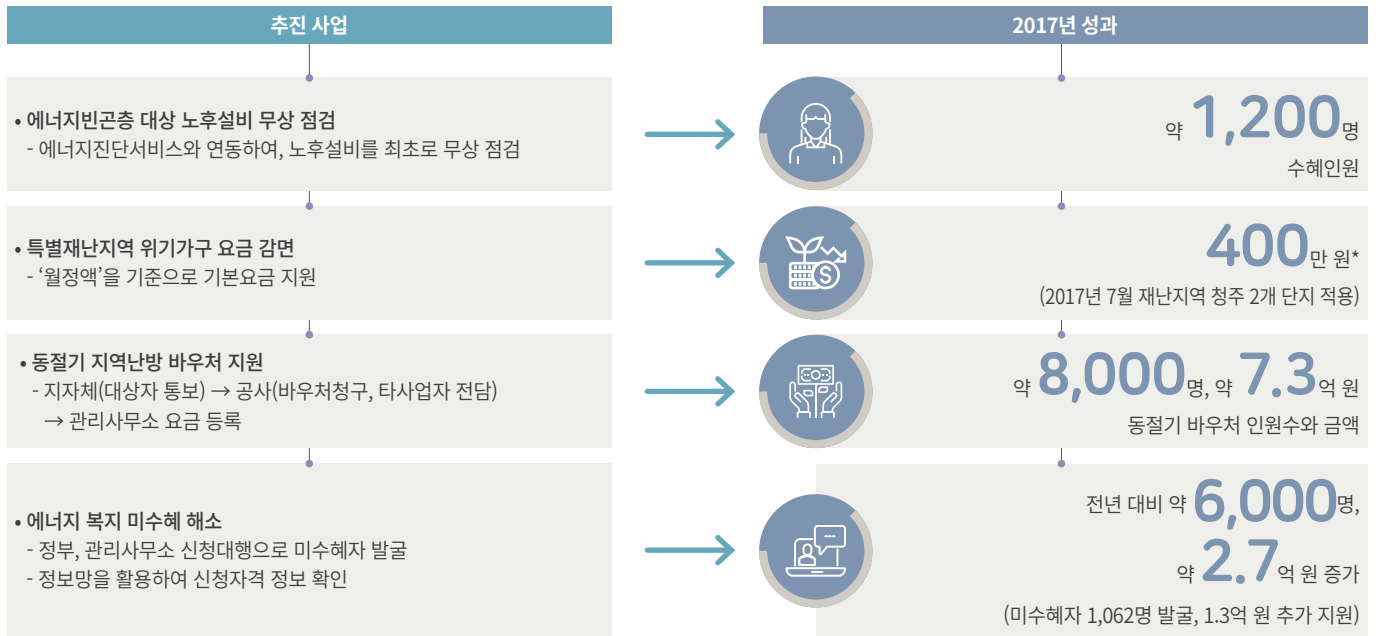 추진 사업
2017년 성과
• 에너지빈곤층 대상 노후설비 무상 점검
- 에너지진단서비스와 연동하여, 노후설비를 최초로 무상 점검
약 1,200명
수혜인원
• 특별재난지역 위기가구 요금 감면
- ‘월정액’을 기준으로 기본요금 지원
400만 원*
(2017년 7월 재난지역 청주 2개 단지 적용)
• 동절기 지역난방 바우처 지원
- 지자체(대상자 통보) → 공사(바우처청구, 타사업자 전담)
→ 관리사무소 요금 등록
약 8,000명, 약 7.3억 원
동절기 바우처 인원수와 금액
• 에너지 복지 미수혜 해소
- 정부, 관리사무소 신청대행으로 미수혜자 발굴
- 정보망을 활용하여 신청자격 정보 확인
전년 대비 약 6,000명,
약 2.7억 원 증가
(미수혜자 1,062명 발굴, 1.3억 원 추가 지원)